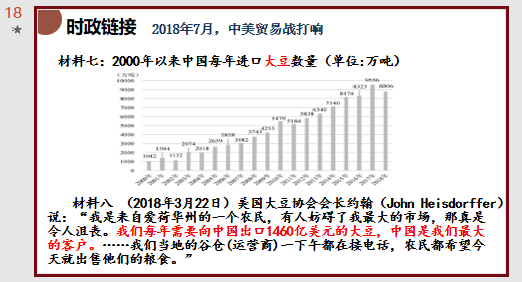 18
时政链接 2018年7月，中美贸易战打响
材料七：2000年以来中国每年进口大豆数量（单位:万吨）
(万吨)
10000
9000
8000
7000
6000
5000
4000
3000
2000
1000
0
1042 1394 1132 2074 2018 2659 2828 3082 3743 4255 5479 5184 5838 6340 7140 8174 8323 9556 8806
2000年 2001年 2002年 2003年 2004年 2005年 2006年 2007年 2008年 2009年 2010年 2011年 2012年 2013年 2014年 2015年 2016年 2017年 2018年
材料八 （2018年3月22日）美国大豆协会会长约翰（John Heisdorffer）
说：“我是来自爱荷华州的一个农民，有人妨碍了我最大的市场，那真是
令人沮丧。我们每年需要向中国出口1460亿美元的大豆，中国是我们最大
的客户。……我们当地的谷仓(运营商)一下午都在接电话，农民都希望今
天就出售他们的粮食。”